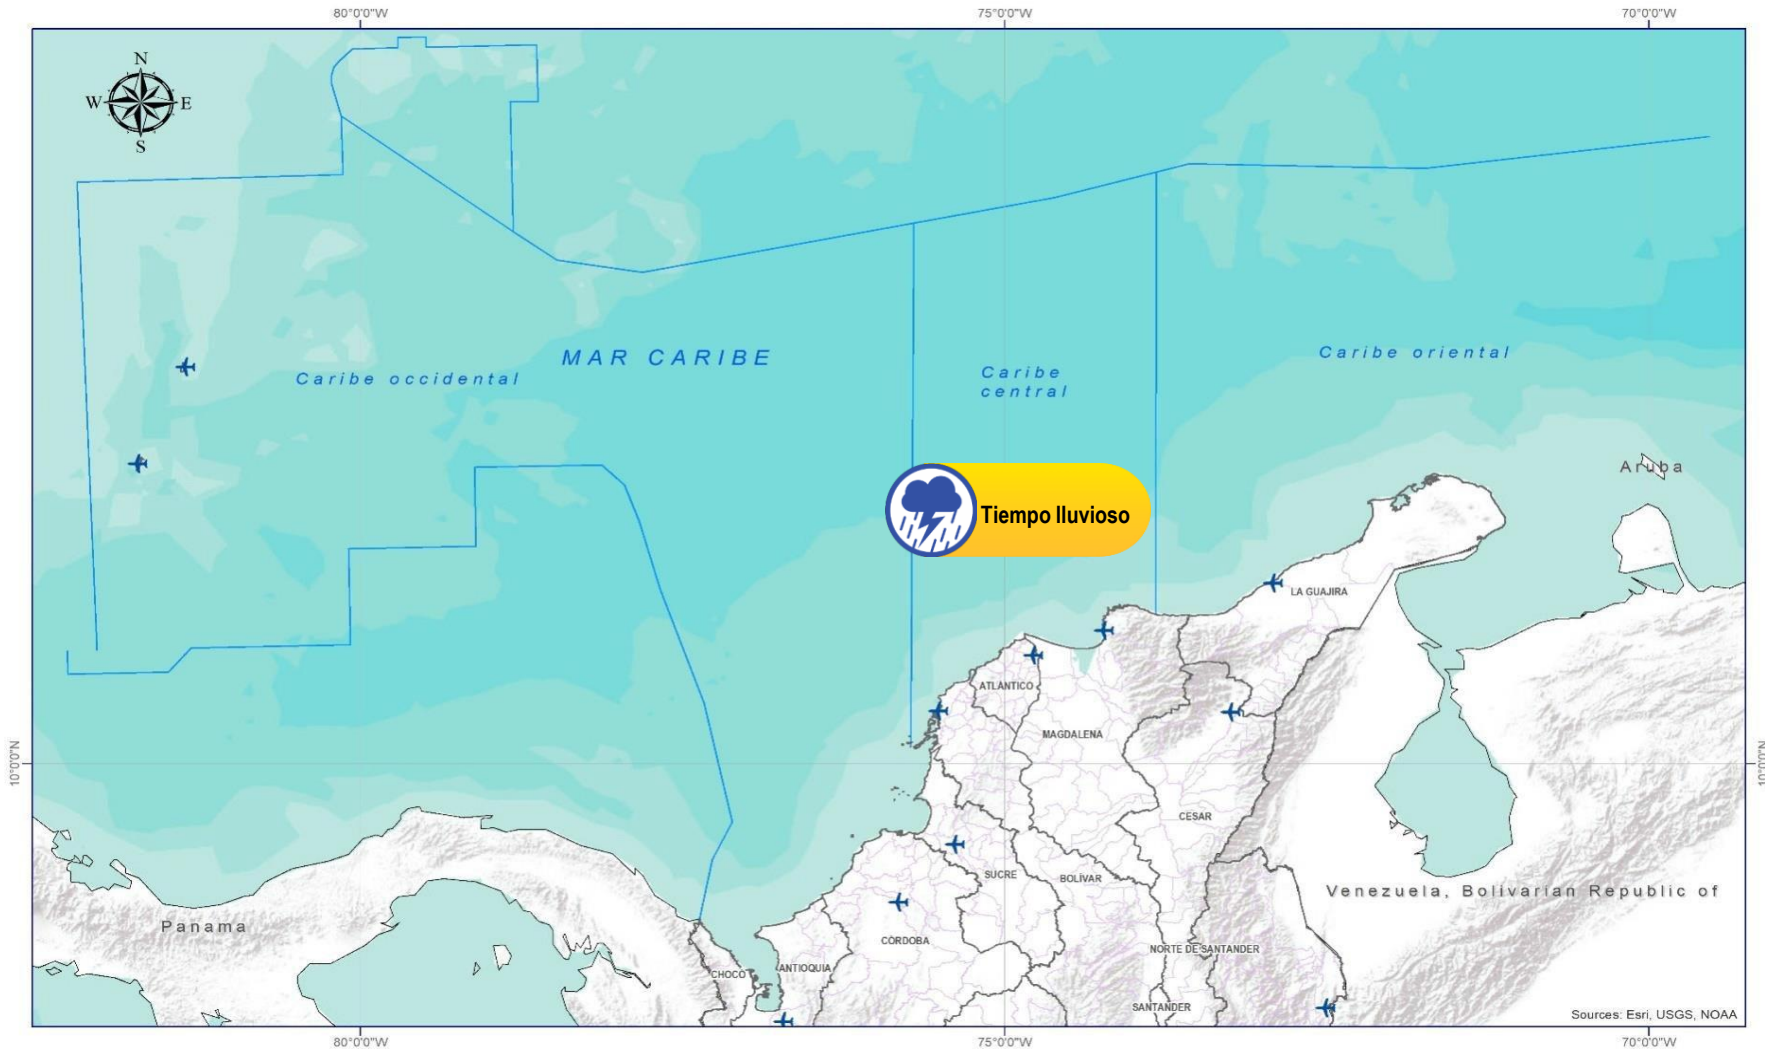 80°0'0"W
75°0'0"W
70°0'0"W
N
W
E
S
MAR CARIBE
Caribe occidental
Caribe
central
Caribe oriental
Aruba
Tiempo lluvioso
LA GUAJIRA
ATLANTICO
MAGDALENA
10°0'0"N
10°0'0"N
CESAR
SUCRE
BOLÍVAR
Venezuela, Bolivarian Republic of
Panama
CÓRDOBA
NORTE DE SANTANDER
CHOCO
ANTIOQUIA
SANTANDER
Sources: Esri, USGS, NOAA
80°0'0"W
75°0'0"W
70°0'0"W